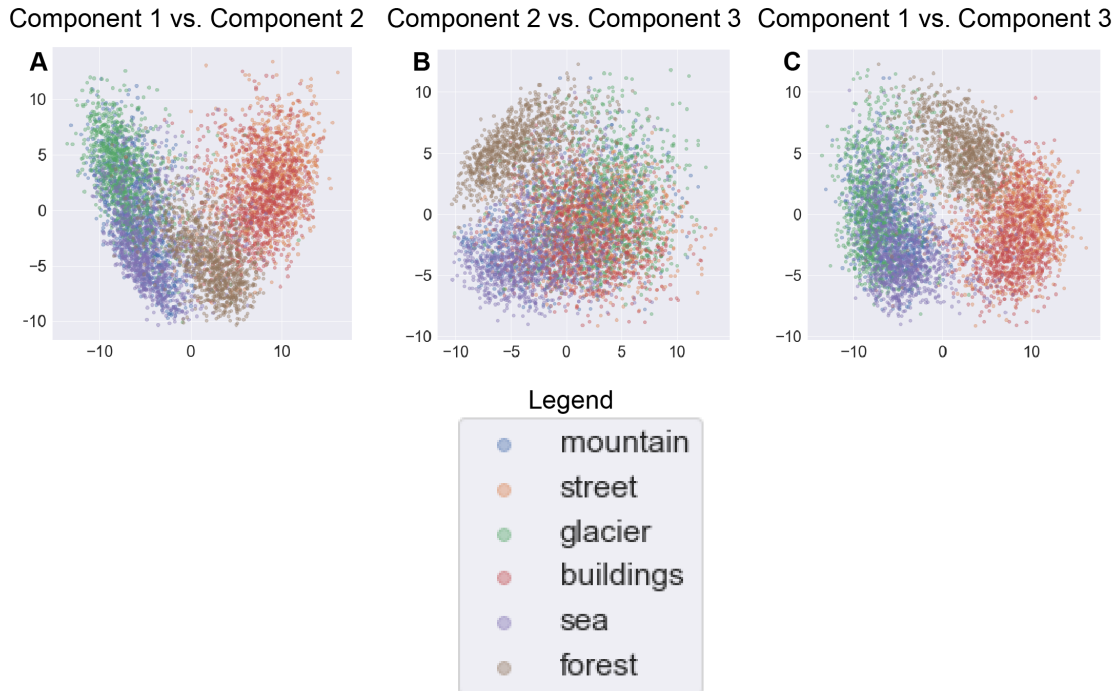 Component 1 vs. Component 2
Component 2 vs. Component 3
Component 1 vs. Component 3
A
10
5
0
−5
−10
−10
0
10
B
10
5
0
−5
−10
−10
−5
0
5
10
C
10
5
0
−5
−10
−10
0
10
Legend
mountain
street
glacier
buildings
sea
forest